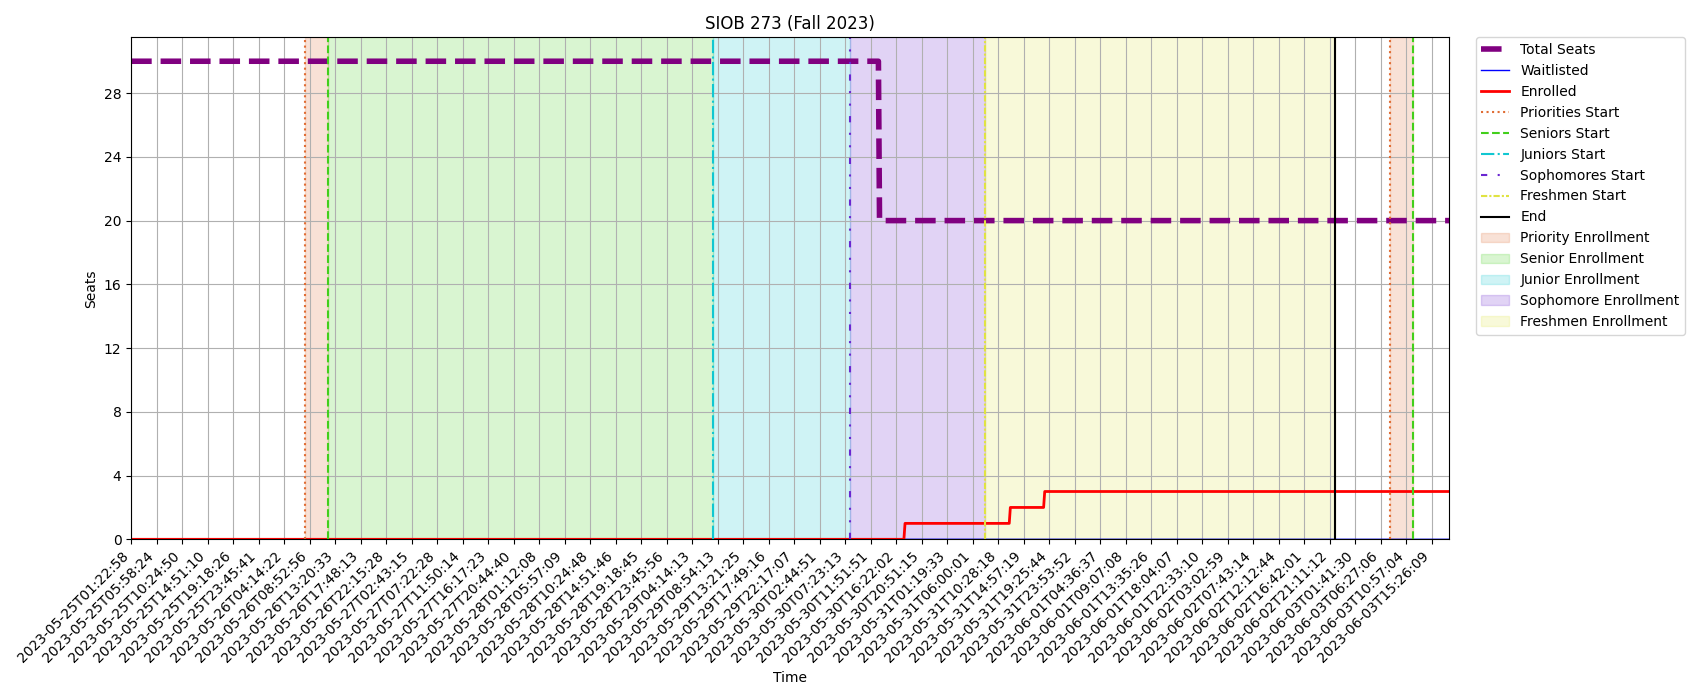 SIOB 273 (Fall 2023)
Seats
28
24
20
16
12
8
4
0
2023-05-25T01:22:58
2023-05-25T05:58:24
2023-05-25T10:24:50
2023-05-25T14:51:10
2023-05-25T19:18:26
2023-05-25T23:45:41
2023-05-26T04:14:22
2023-05-26T08:52:56
2023-05-26T13:20:33
2023-05-26T17:48:13
2023-05-26T22:15:28
2023-05-27T02:43:15
2023-05-27T07:22:28
2023-05-27T11:50:14
2023-05-27T16:17:23
2023-05-27T20:44:40
2023-05-28T01:12:08
2023-05-28T05:57:09
2023-05-28T10:24:48
2023-05-28T14:51:46
2023-05-28T19:18:45
2023-05-28T23:45:56
2023-05-29T04:14:13
2023-05-29T08:54:13
2023-05-29T13:21:25
2023-05-29T17:49:16
2023-05-29T22:17:07
2023-05-30T02:44:51
2023-05-30T07:23:13
2023-05-30T11:51:51
2023-05-30T16:22:02
2023-05-30T20:51:15
2023-05-31T01:19:33
2023-05-31T06:00:01
2023-05-31T10:28:18
2023-05-31T14:57:19
2023-05-31T19:25:44
2023-05-31T23:53:52
2023-06-01T04:36:37
2023-06-01T09:07:08
2023-06-01T13:35:26
2023-06-01T18:04:07
2023-06-01T22:33:10
2023-06-02T03:02:59
2023-06-02T07:43:14
2023-06-02T12:12:44
2023-06-02T16:42:01
2023-06-02T21:11:12
2023-06-03T01:41:30
2023-06-03T06:27:06
2023-06-03T10:57:04
2023-06-03T15:26:09
Time
Total Seats
Waitlisted
Enrolled
Priorities Start
Seniors Start
Juniors Start
Sophomores Start
Freshmen Start
End
Priority Enrollment
Senior Enrollment
Junior Enrollment
Sophomore Enrollment
Freshmen Enrollment